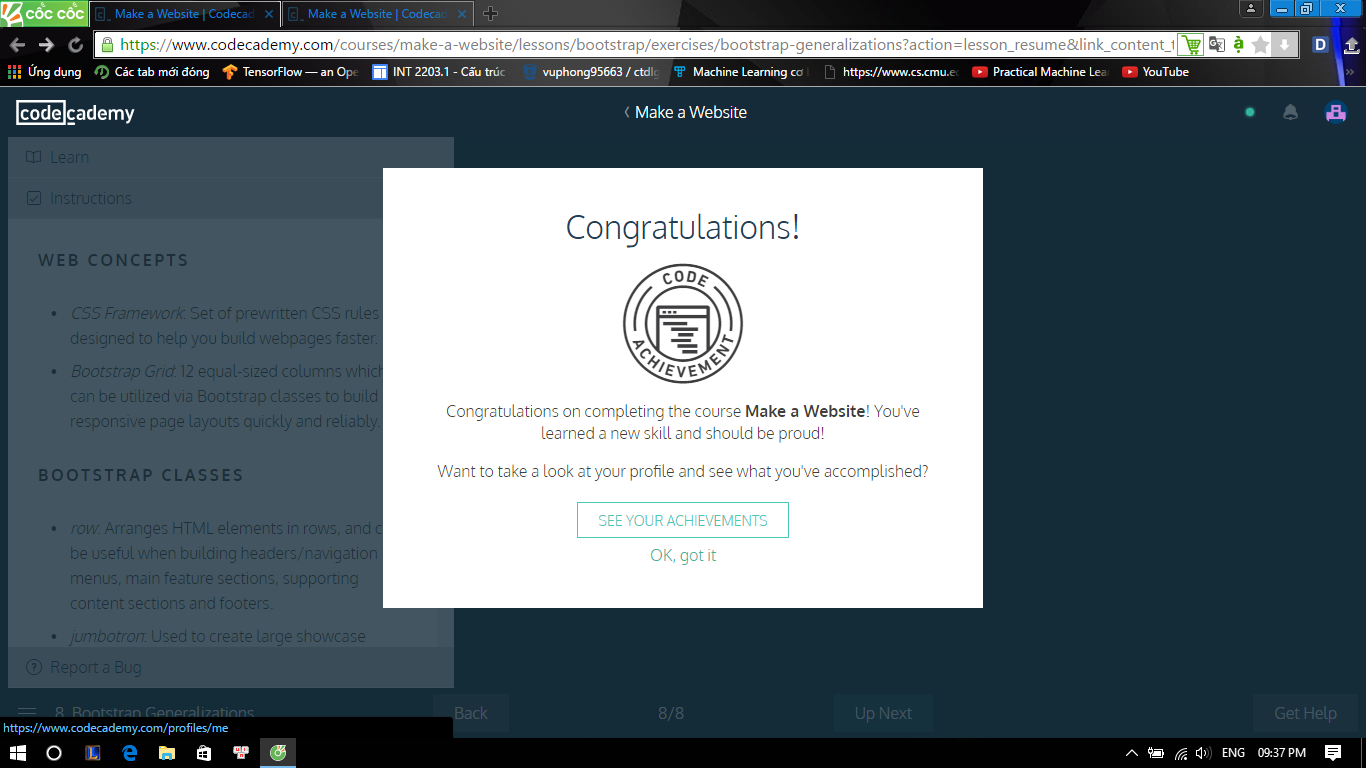 CỐC CỐC
Make a Website | Codecad
Make a Website | Codecad
https://www.codecademy.com/courses/make-a-website/lessons/bootstrap/exercises/bootstrap-generalizations?action=lesson_resume&link_content_t
Ứng dụng
Các tab mới đóng
TensorFlow — an Ope
INT 2203.1 - Cấu trúc
vuphong95663 / ctdlg
Machine Learning cơ
https://www.cs.cmu.ed
Practical Machine Lea
YouTube
codecademy
Make a Website
Learn
Instructions
WEB CONCEPTS
• CSS Framework: Set of prewritten CSS rules
designed to help you build webpages faster.
• Bootstrap Grid: 12 equal-sized columns which
can be utilized via Bootstrap classes to build
responsive page layouts quickly and reliably.
BOOTSTRAP CLASSES
• row: Arranges HTML elements in rows, and c
be useful when building headers/navigation
menus, main feature sections, supporting
content sections and footers.
• jumbotron: Used to create large showcase
Report a Bug
Congratulations!
CODE
ACHIEVEMENT
Congratulations on completing the course Make a Website! You've
learned a new skill and should be proud!
Want to take a look at your profile and see what you've accomplished?
SEE YOUR ACHIEVEMENTS
OK, got it
8. Bootstrap Generalizations
Back
8/8
Up Next
Get Help
https://www.codecademy.com/profiles/me
ENG
09:37 PM